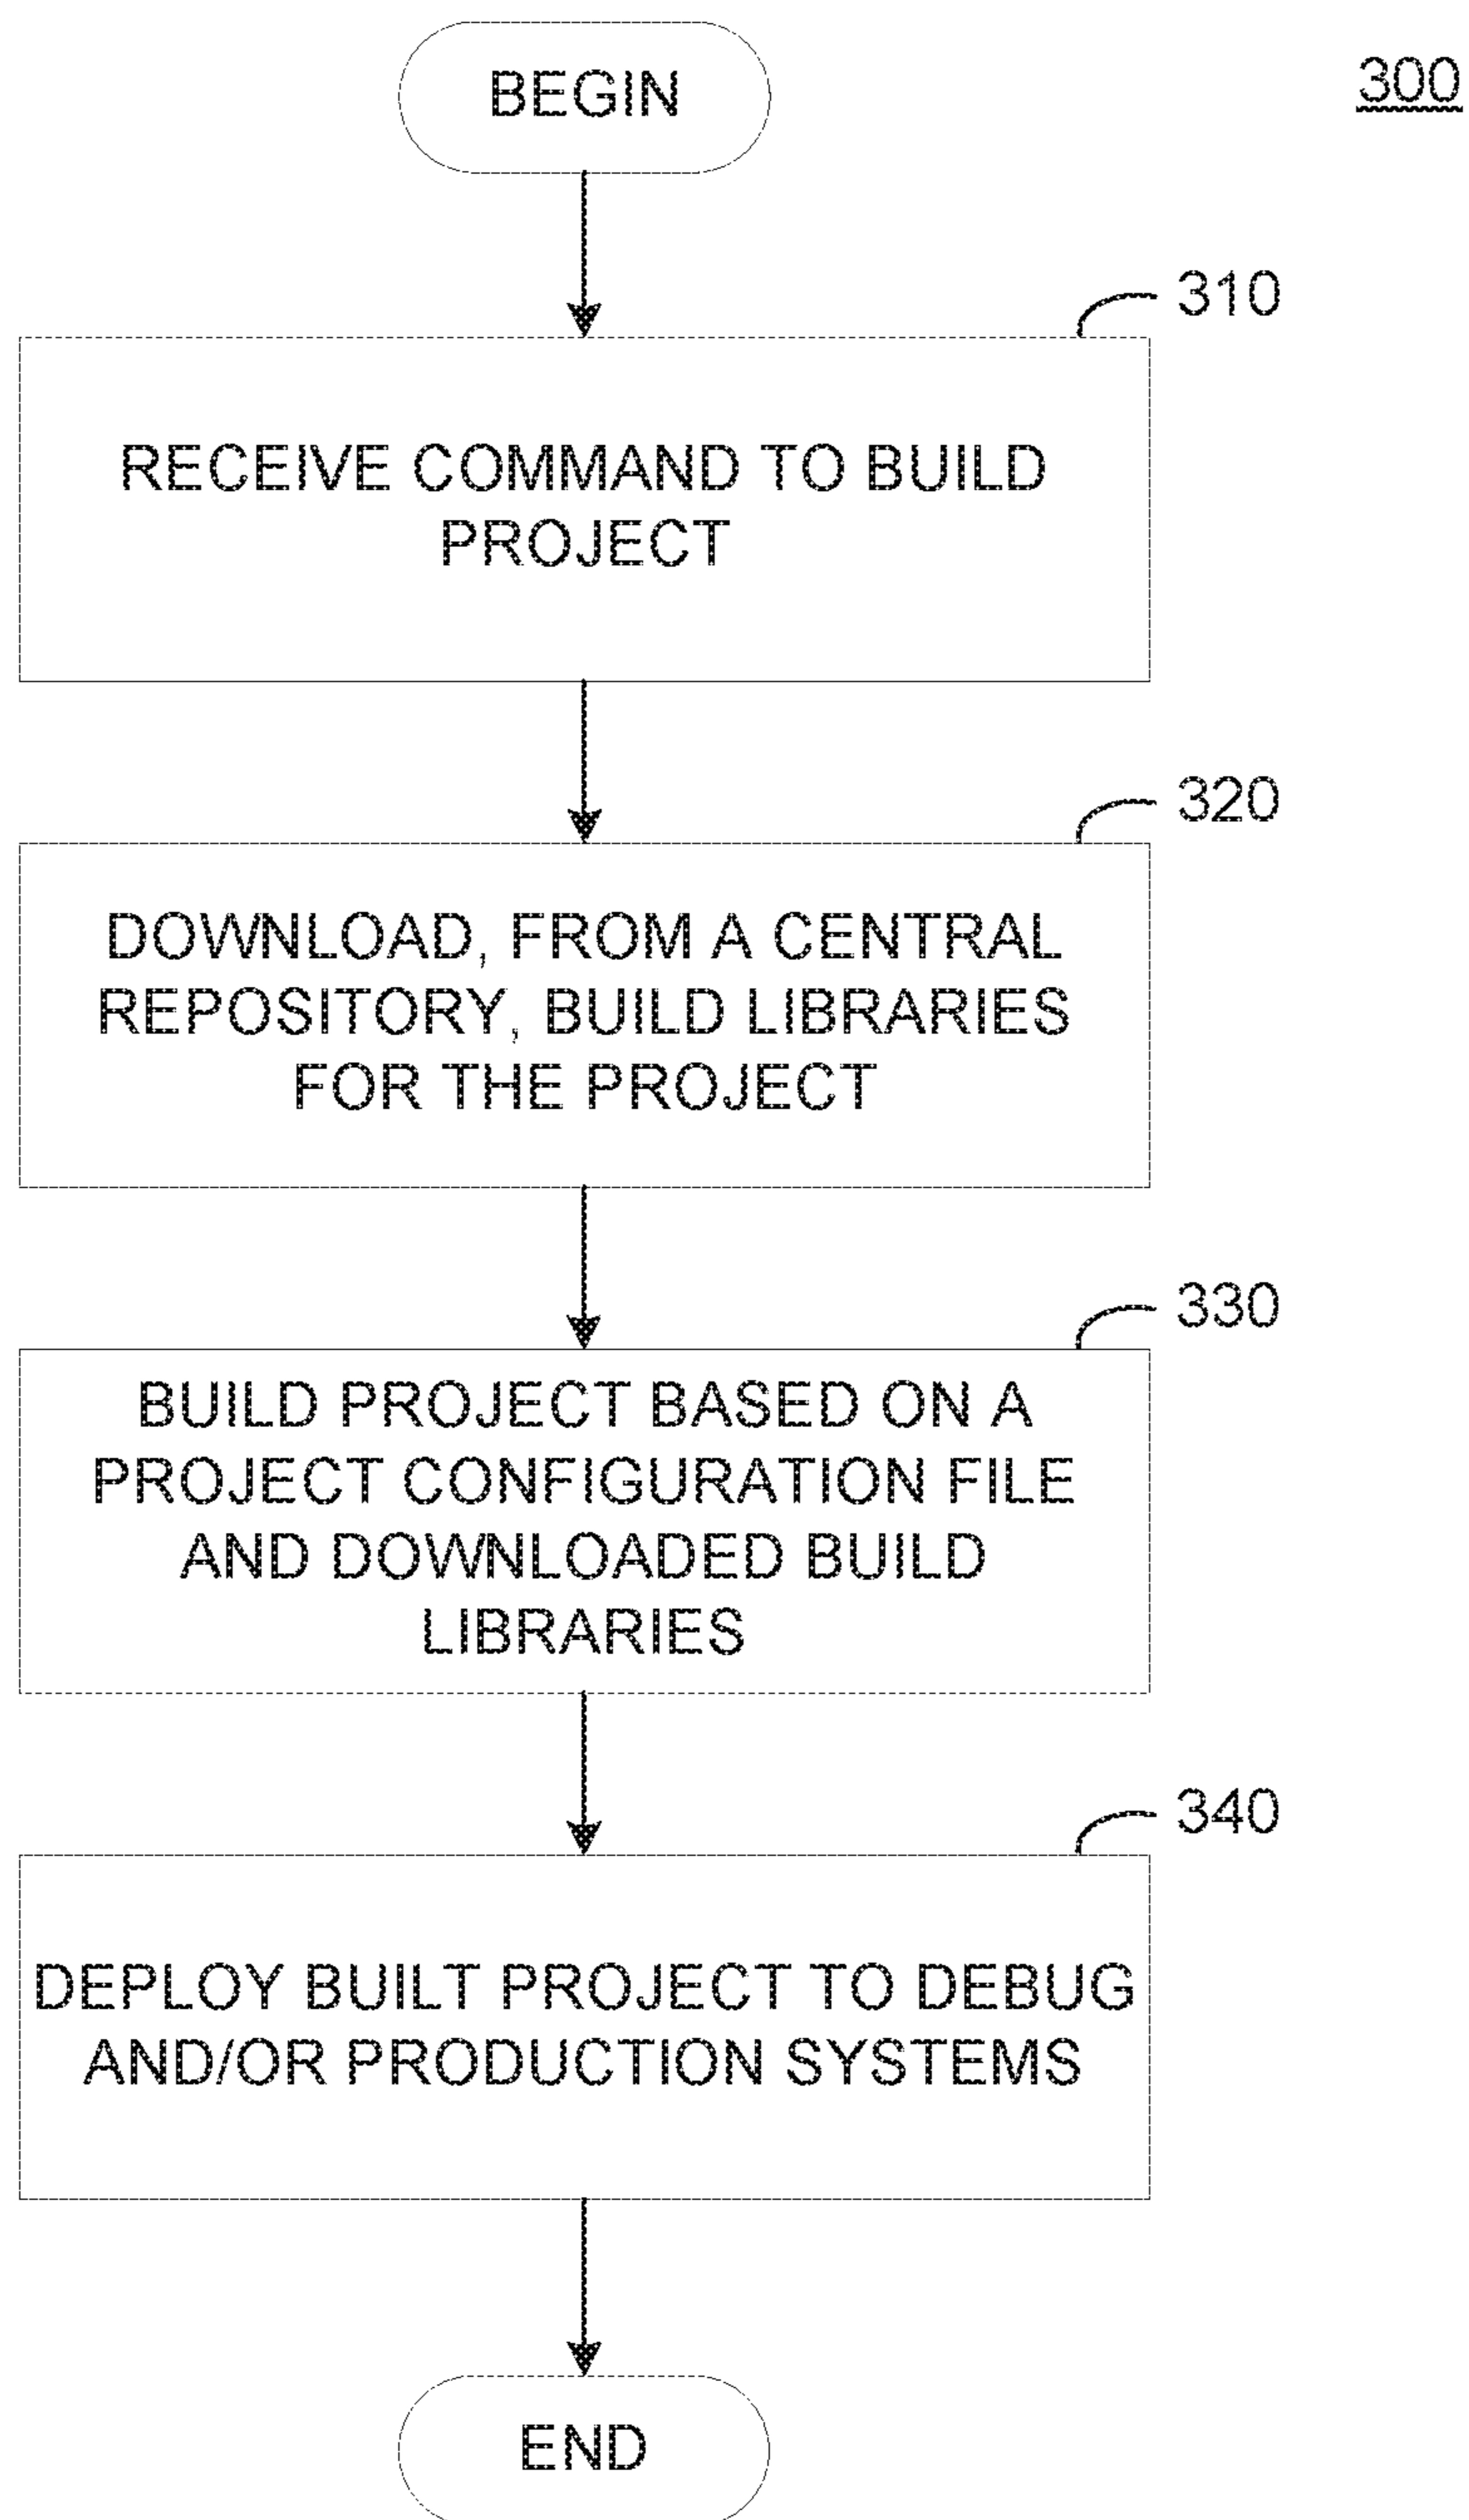 BEGIN
300
310
RECEIVE COMMAND TO BUILD
PROJECT
320
DOWNLOAD, FROM A CENTRAL
REPOSITORY, BUILD LIBRARIES
FOR THE PROJECT
330
BUILD PROJECT BASED ON A
PROJECT CONFIGURATION FILE
AND DOWNLOADED BUILD
LIBRARIES
340
DEPLOY BUILT PROJECT TO DEBUG
AND/OR PRODUCTION SYSTEMS
END